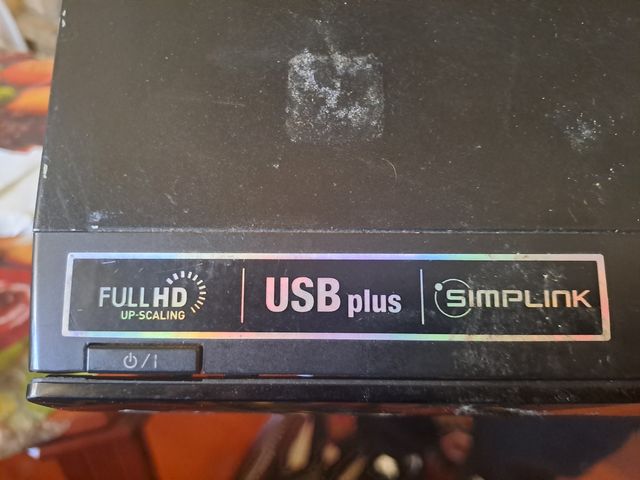 FULL HD
UP-SCALING
USB plus
SIMPLINK
⏻/I